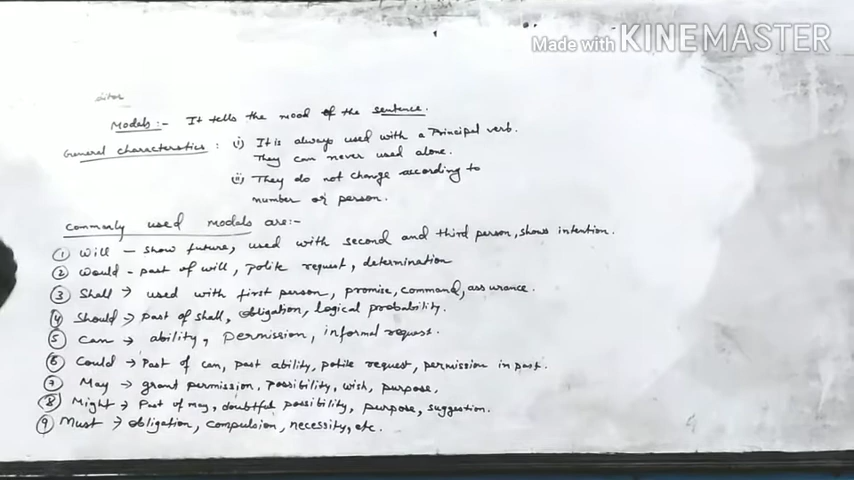 Made with KINEMASTER
Modals:- It tells the mood of the sentence.
General characteristics : (i) It is always used with a Principal verb.
They can never used alone.
(ii) They do not change according to
number or person.
Commonly used modals are:-
① Will - show future, used with second and third person, shows intention.
② Would - past of will, polite request, determination
③ Shall → used with first person, promise, command, assurance.
④ Should → past of shall, obligation, logical probability.
⑤ Can → ability, permission, informal request.
⑥ Could → Past of can, past ability, polite request, permission in past.
⑦ May → grant permission, possibility, wish, purpose,
⑧ Might → Past of may, doubtful possibility, purpose, suggestion.
⑨ Must → obligation, compulsion, necessity, etc.